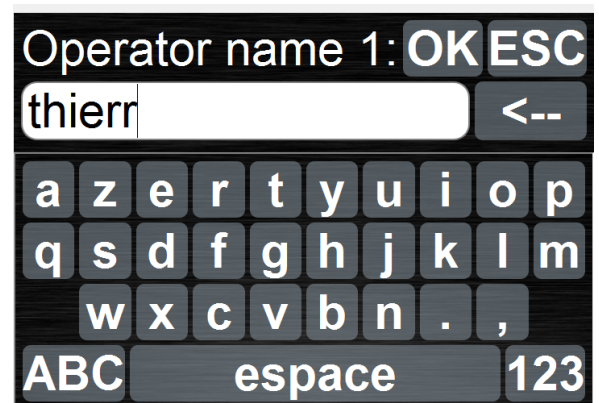 Operator name 1: OK ESC
thierr <--
a z e r t y u i o p
q s d f g h j k l m
w x c v b n . ,
ABC espace 123